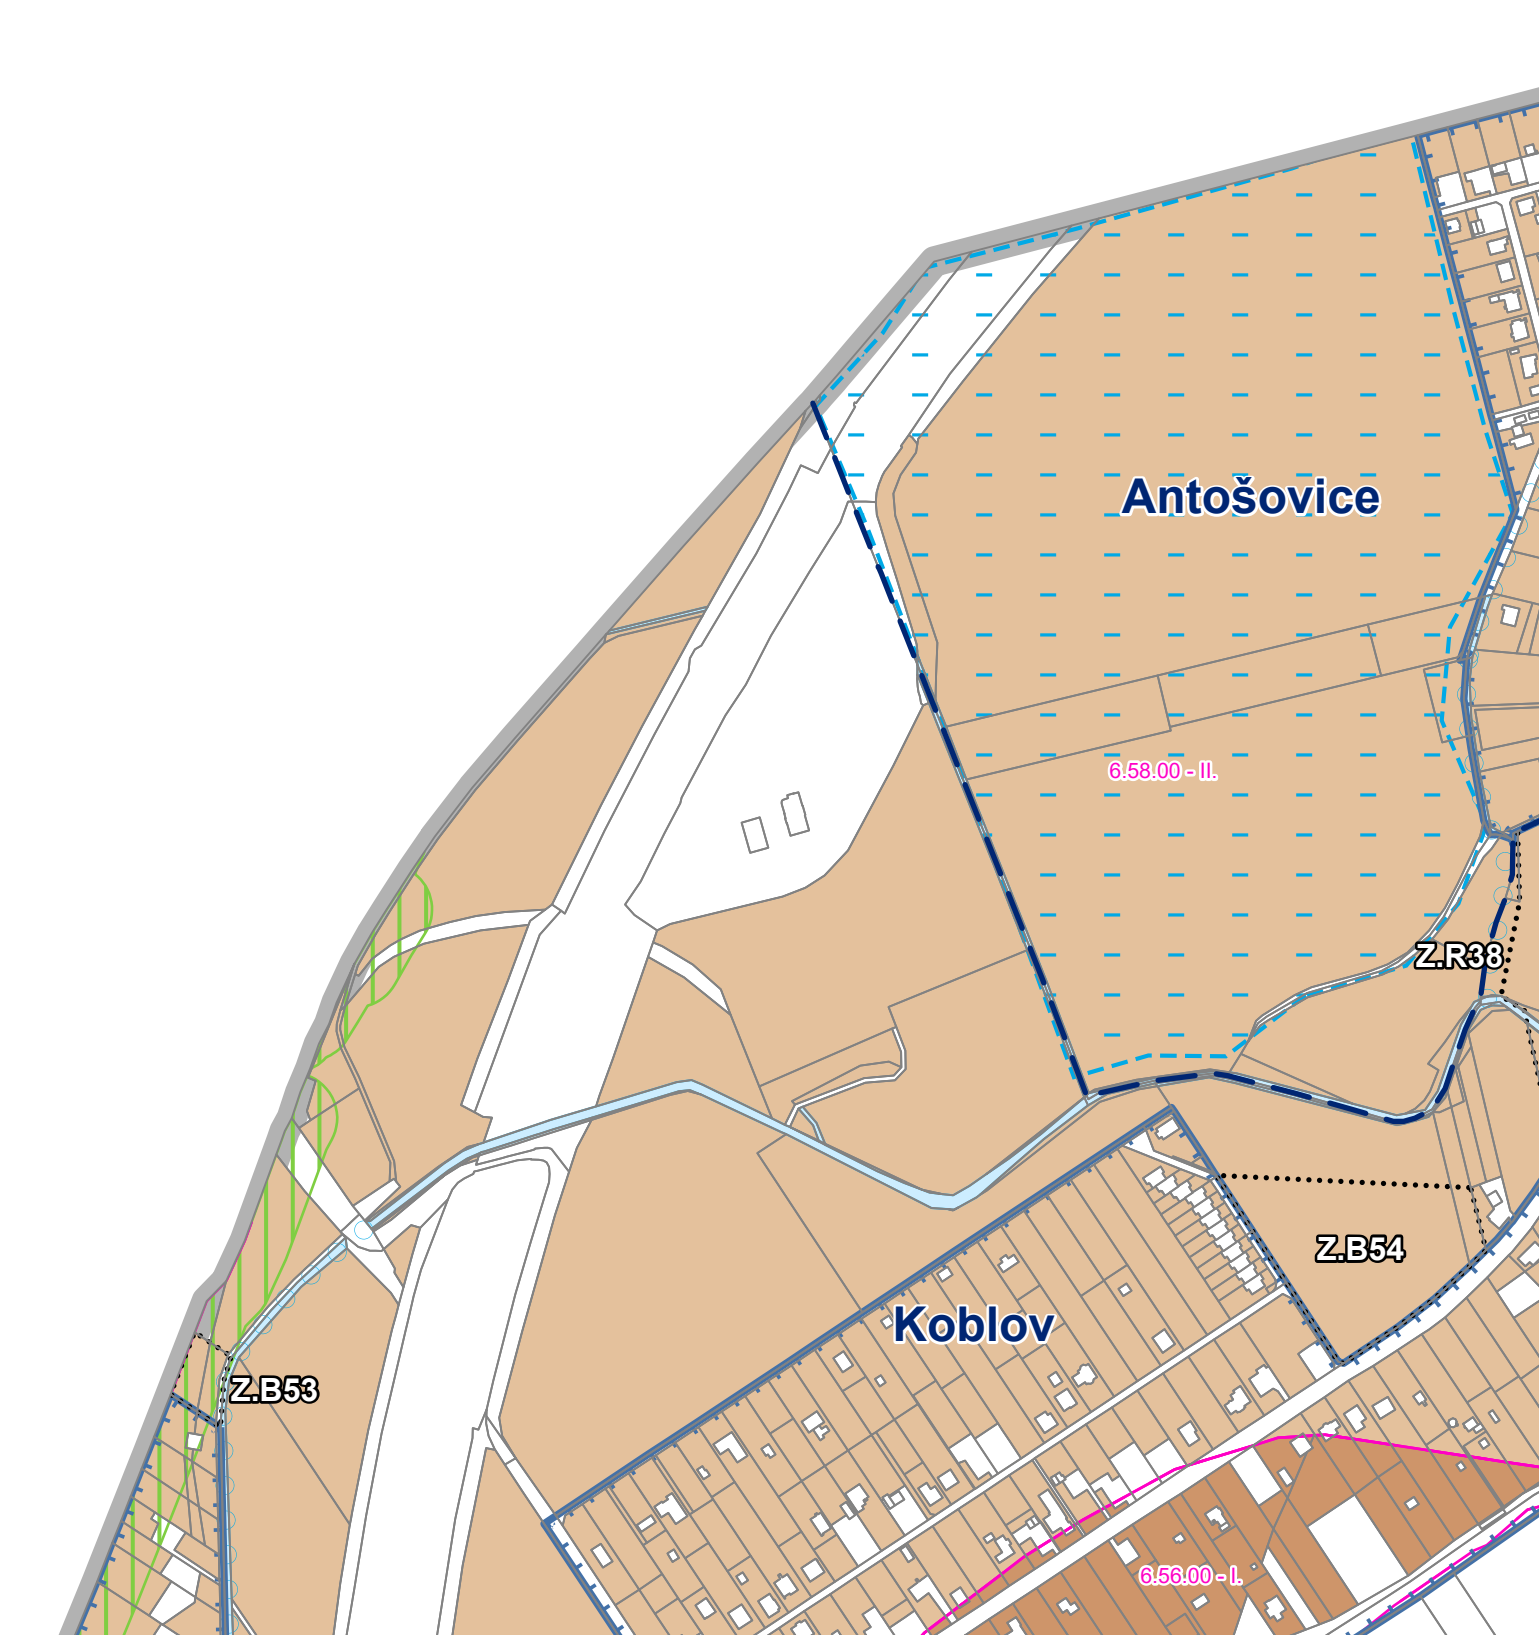 Antošovice
6.58.00 - II.
Z.R38
Z.B54
Koblov
Z.B53
6.56.00 - I.